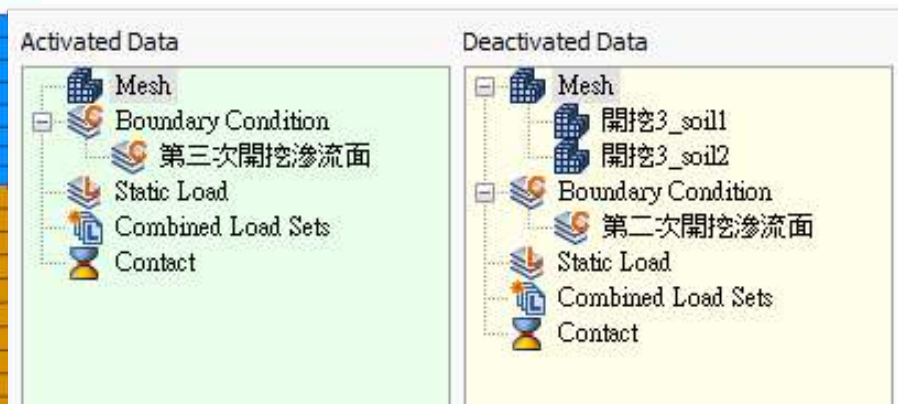 Activated Data
Mesh
Boundary Condition
第三次開挖滲流面
Static Load
Combined Load Sets
Contact
Deactivated Data
Mesh
開挖3_soil1
開挖3_soil2
Boundary Condition
第二次開挖滲流面
Static Load
Combined Load Sets
Contact